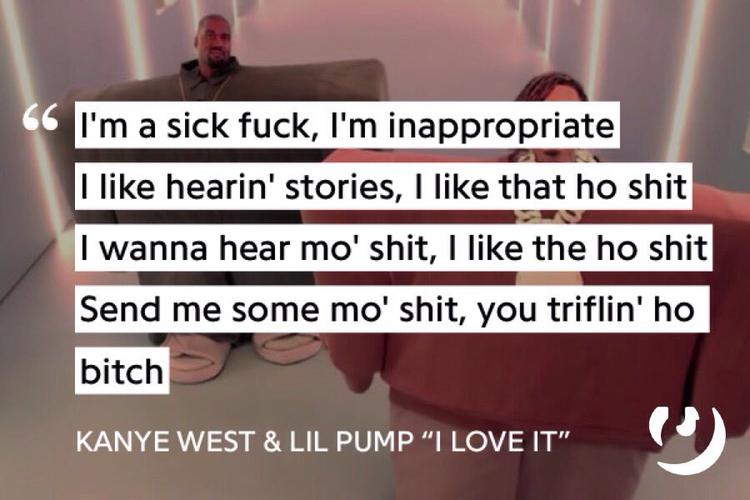 “
I'm a sick fuck, I'm inappropriate
I like hearin' stories, I like that ho shit
I wanna hear mo' shit, I like the ho shit
Send me some mo' shit, you triflin' ho
bitch
KANYE WEST & LIL PUMP “I LOVE IT”